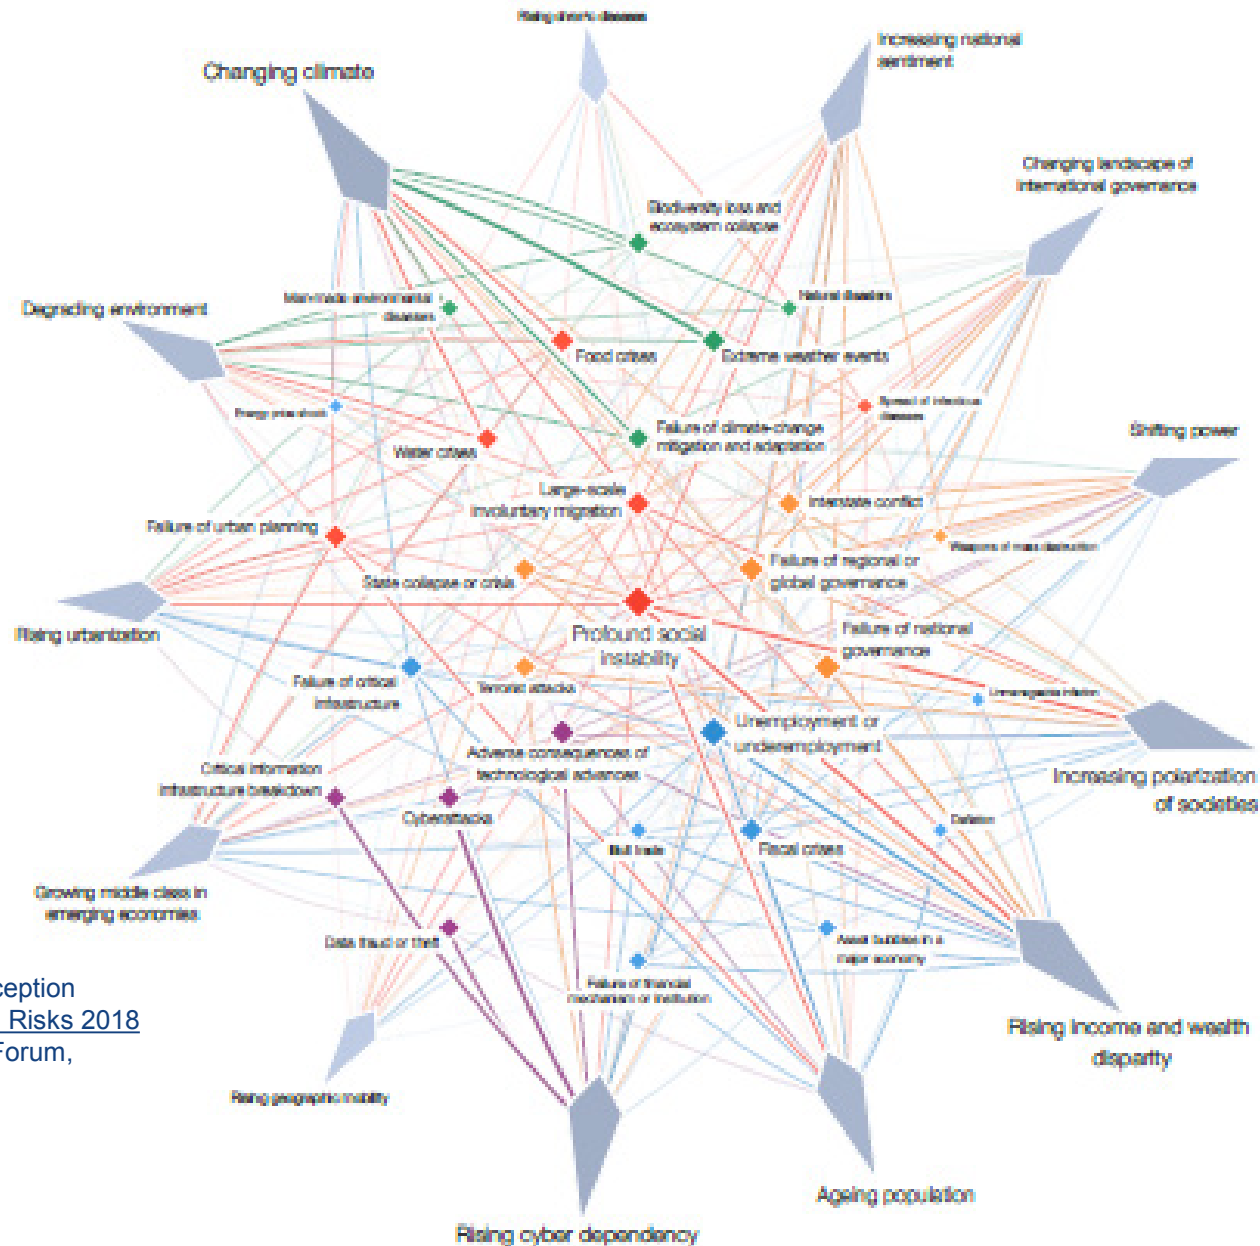 Rising chronic diseases
Increasing national
sentiment
Changing climate
Changing landscape of
international governance
Biodiversity loss and
ecosystem collapse
Degrading environment
Man-made environmental
disasters
Natural disasters
Food crises
Extreme weather events
Energy price shock
Spread of infectious
diseases
Failure of climate-change
mitigation and adaptation
Shifting power
Water crises
Large-scale
involuntary migration
Interstate conflict
Failure of urban planning
Weapons of mass destruction
State collapse or crisis
Failure of regional or
global governance
Rising urbanization
Profound social
instability
Failure of national
governance
Failure of critical
infrastructure
Terrorist attacks
Unmanageable inflation
Unemployment or
underemployment
Adverse consequences of
technological advances
Critical information
infrastructure breakdown
Increasing polarization
of societies
Cyberattacks
Illicit trade
Fiscal crises
Deflation
Growing middle class in
emerging economies
Data fraud or theft
Asset bubbles in a
major economy
Failure of financial
mechanism or institution
ception
Risks 2018
Forum,
Rising income and wealth
disparity
Rising geographic mobility
Ageing population
Rising cyber dependency